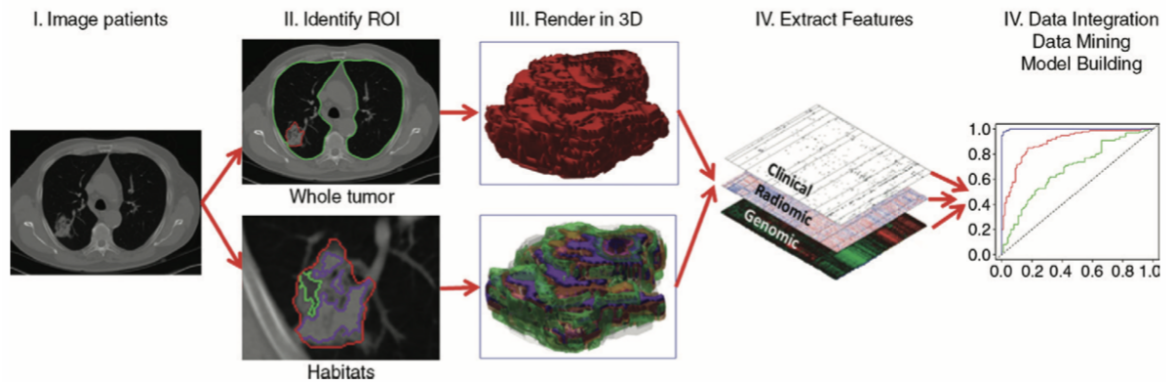 I. Image patients
II. Identify ROI
III. Render in 3D
IV. Extract Features
IV. Data Integration
Data Mining
Model Building
Whole tumor
Habitats
Clinical
Radiomic
Genomic
1.0
0.8
0.6
0.4
0.2
0.0
0.0 0.2 0.4 0.6 0.8 1.0